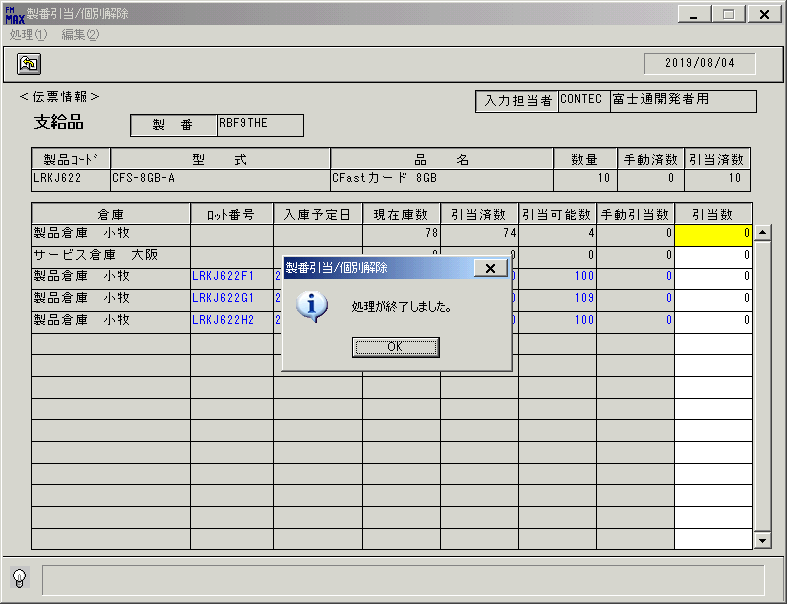 FM MAX 製番引当/個別解除
処理(1) 編集(2)
2019/08/04
<伝票情報>
入力担当者 CONTEC 富士通開発者用
支給品
製 番 RBF9THE
製品ｺｰﾄﾞ 型 式 品 名 数量 手動済数 引当済数
LRKJ622 CFS-8GB-A CFastカード 8GB 10 0 10
倉庫 ﾛｯﾄ番号 入庫予定日 現在庫数 引当済数 引当可能数 手動引当数 引当数
製品倉庫 小牧 78 74 4 0 0
サービス倉庫 大阪 0 0
製品倉庫 小牧 LRKJ622F1 2 100 0 0
製品倉庫 小牧 LRKJ622G1 2 109 0 0
製品倉庫 小牧 LRKJ622H2 2 100 0 0
製番引当/個別解除
処理が終了しました。
OK